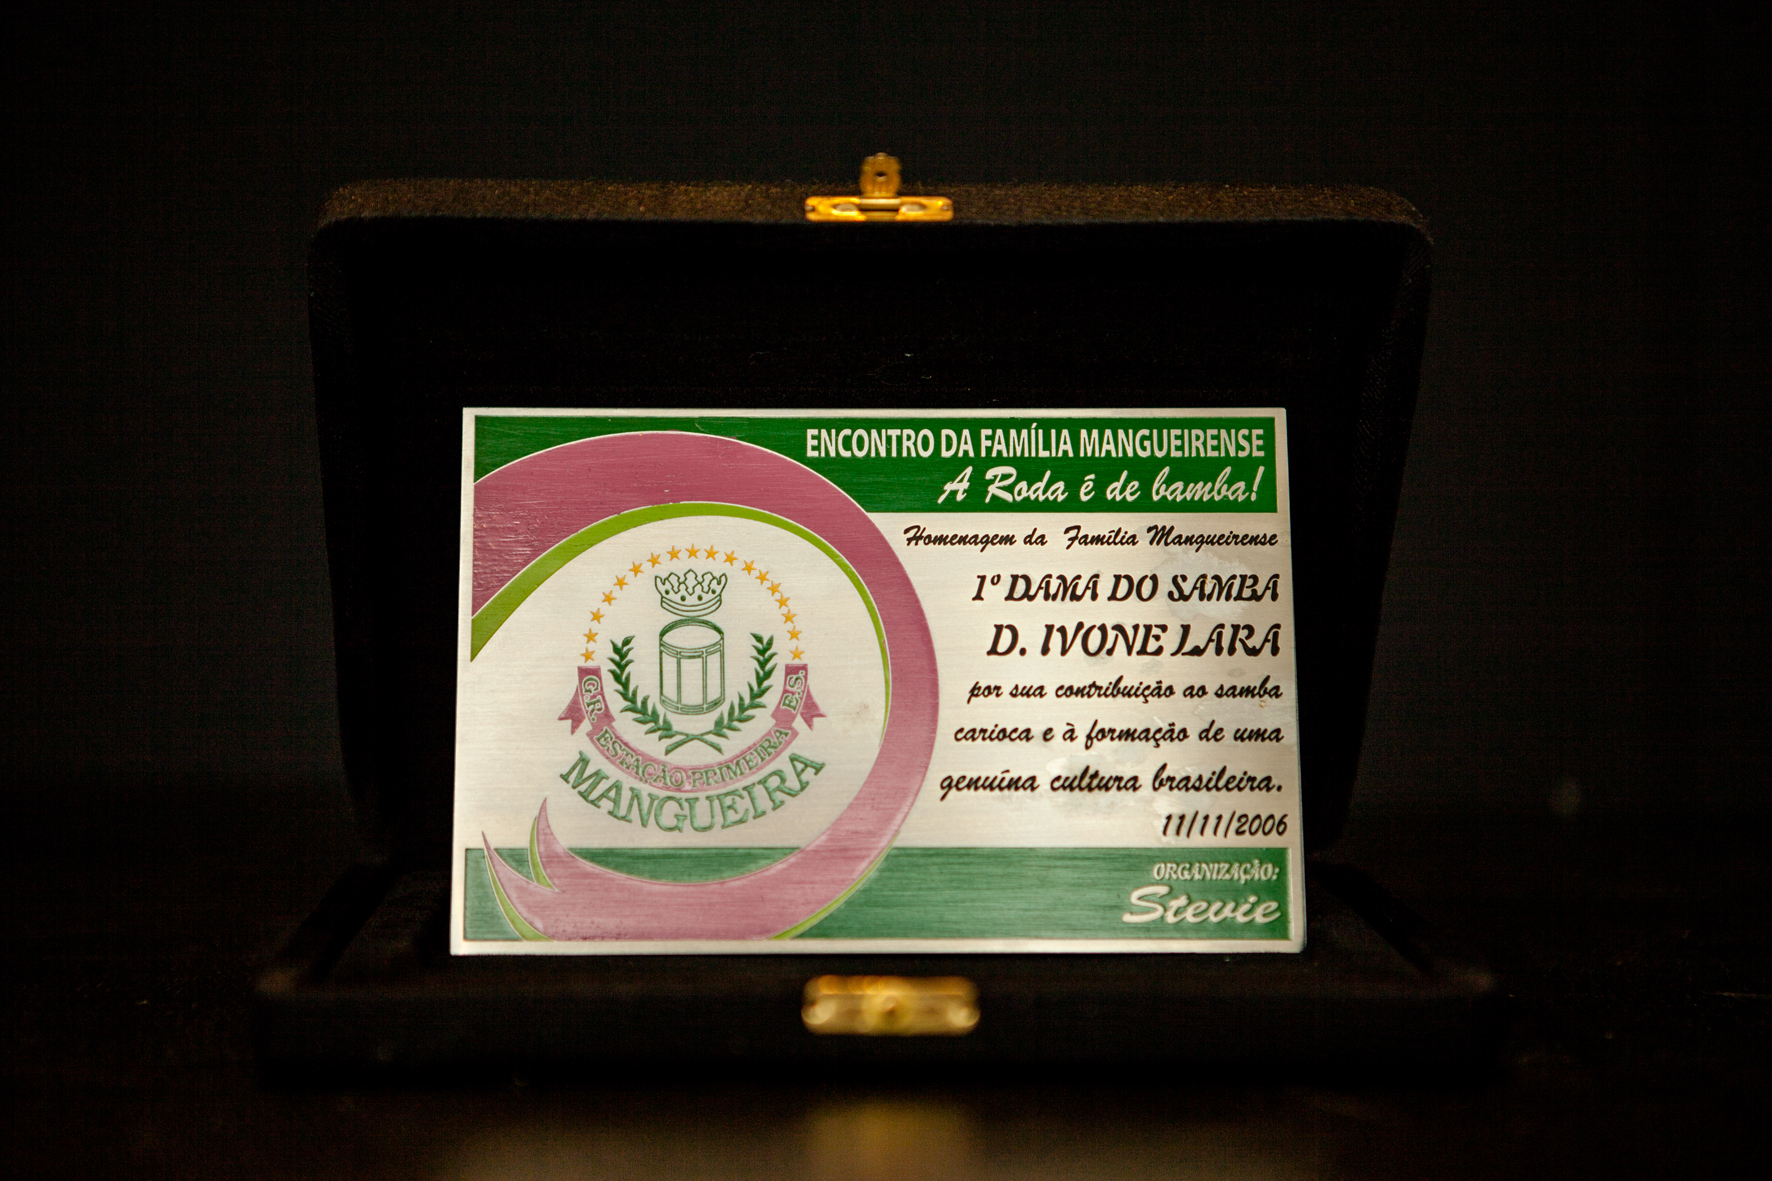 ENCONTRO DA FAMÍLIA MANGUEIRENSE
A Roda é de bamba!
Homenagem da Família Mangueirense
1º DAMA DO SAMBA
D. IVONE LARA
por sua contribuição ao samba
carioca e à formação de uma
genuína cultura brasileira.
11/11/2006
ORGANIZAÇÃO:
Stevie
G.R. E.S.
ESTAÇÃO PRIMEIRA
MANGUEIRA